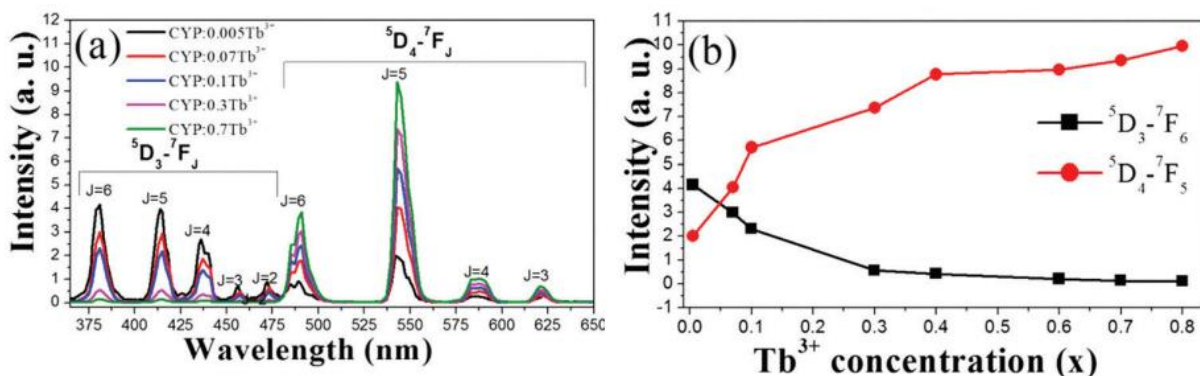 (a)
CYP:0.005Tb³⁺
CYP:0.07Tb³⁺
CYP:0.1Tb³⁺
CYP:0.3Tb³⁺
CYP:0.7Tb³⁺
⁵D₄-⁷F_J
⁵D₃-⁷F_J
J=6
J=5
J=4
J=3
J=2
J=6
J=5
J=4
J=3
12
11
10
9
8
7
6
5
4
3
2
1
0
Intensity (a. u.)
375 400 425 450 475 500 525 550 575 600 625 650
Wavelength (nm)
(b)
⁵D₃-⁷F₆
⁵D₄-⁷F₅
11
10
9
8
7
6
5
4
3
2
1
0
-1
Intensity (a. u.)
0.0 0.1 0.2 0.3 0.4 0.5 0.6 0.7 0.8
Tb³⁺ concentration (x)